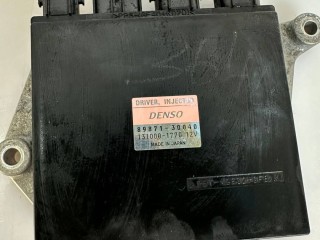 DRIVER, INJECTOR
DENSO
89871-30040
131000-1770 12V
MADE IN JAPAN